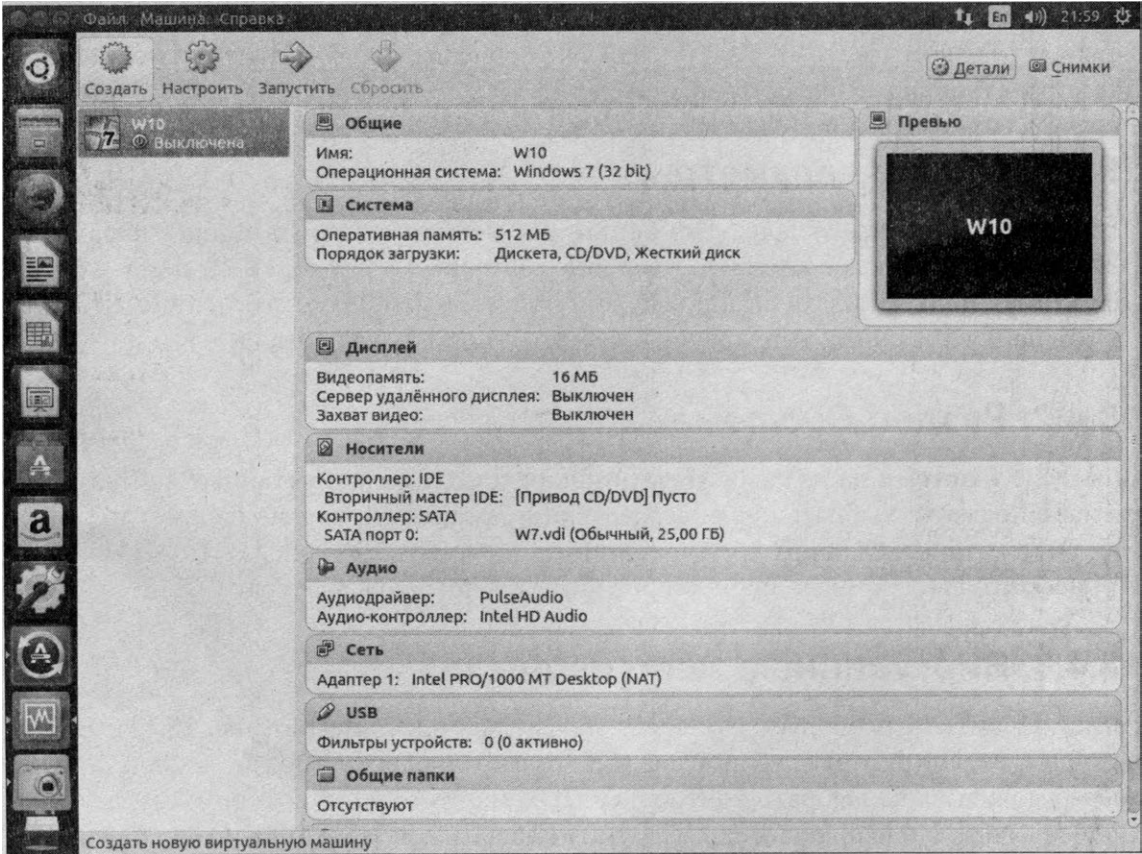 Файл Машина Справка
En 21:59
Создать Настроить Запустить Сбросить
Детали Снимки
W10
Выключена
7
Общие
Имя: W10
Операционная система: Windows 7 (32 bit)
Система
Оперативная память: 512 МБ
Порядок загрузки: Дискета, CD/DVD, Жесткий диск
Превью
W10
Дисплей
Видеопамять: 16 МБ
Сервер удалённого дисплея: Выключен
Захват видео: Выключен
Носители
Контроллер: IDE
Вторичный мастер IDE: [Привод CD/DVD] Пусто
Контроллер: SATA
SATA порт 0: W7.vdi (Обычный, 25,00 ГБ)
Аудио
Аудиодрайвер: PulseAudio
Аудио-контроллер: Intel HD Audio
Сеть
Адаптер 1: Intel PRO/1000 MT Desktop (NAT)
USB
Фильтры устройств: 0 (0 активно)
Общие папки
Отсутствуют
a
Создать новую виртуальную машину